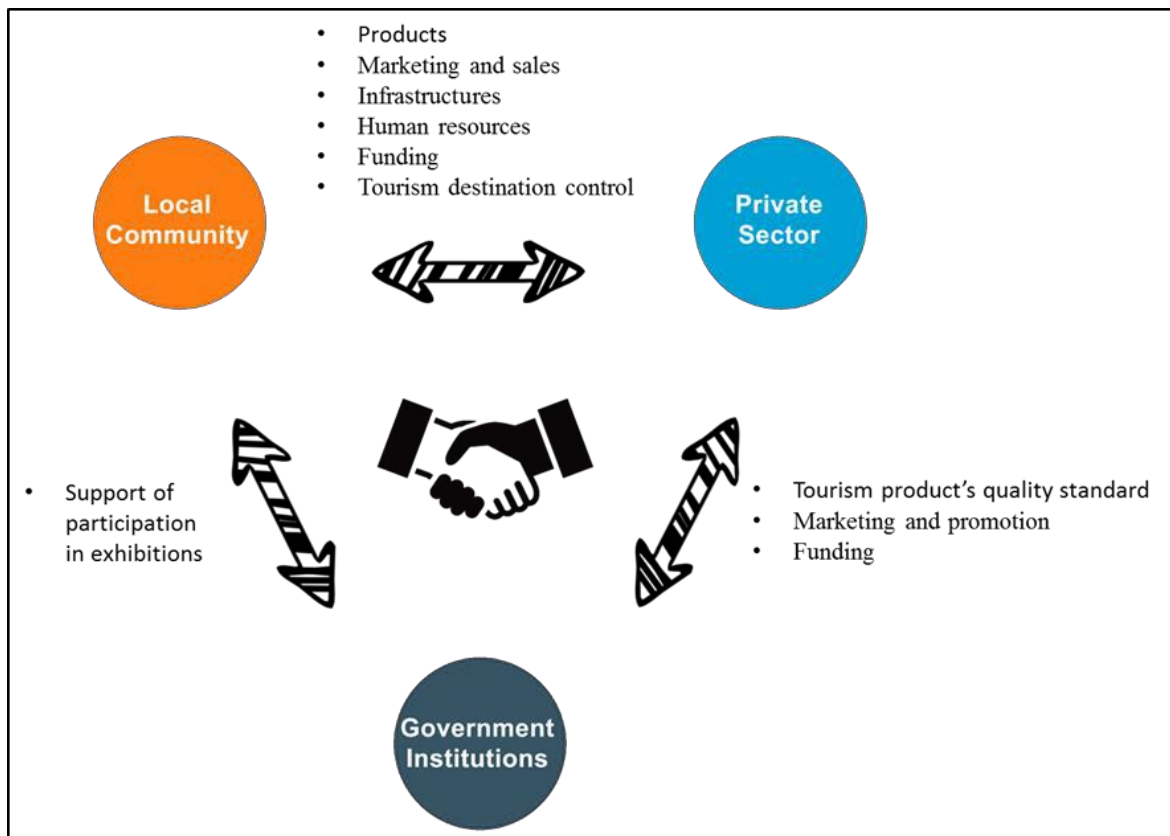 • Products
• Marketing and sales
• Infrastructures
• Human resources
• Funding
• Tourism destination control
Local
Community
Private
Sector
• Support of
participation
in exhibitions
• Tourism product’s quality standard
• Marketing and promotion
• Funding
Government
Institutions